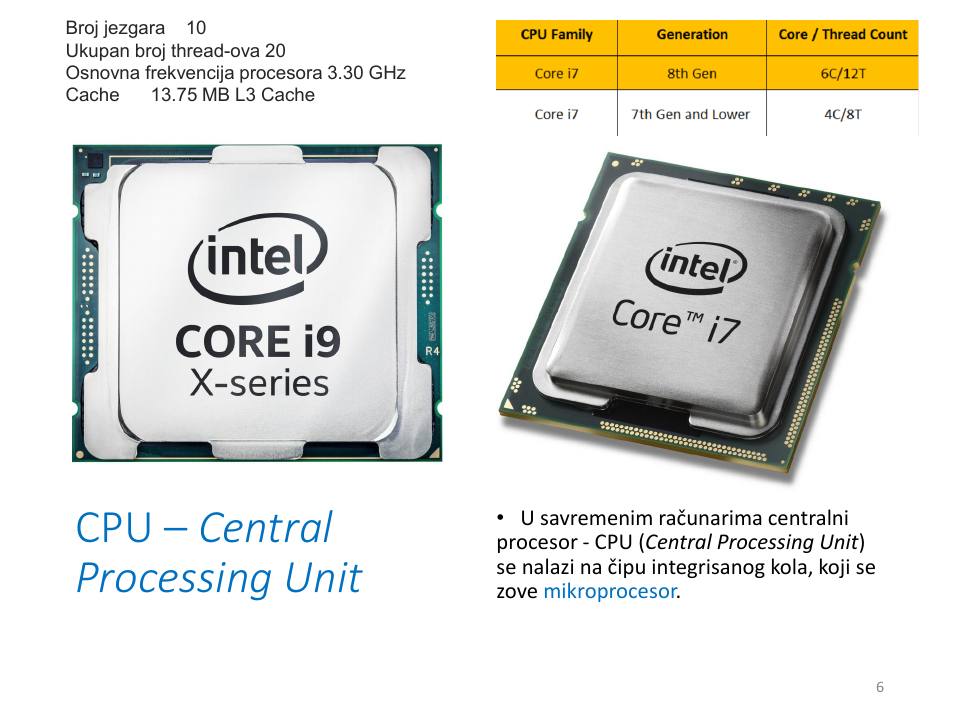 Broj jezgara 10
Ukupan broj thread-ova 20
Osnovna frekvencija procesora 3.30 GHz
Cache 13.75 MB L3 Cache
CPU Family Generation Core / Thread Count
Core i7 8th Gen 6C/12T
Core i7 7th Gen and Lower 4C/8T
intel
CORE i9
X-series
R4
intel®
Core™ i7
CPU – Central
Processing Unit
• U savremenim računarima centralni
procesor - CPU (Central Processing Unit)
se nalazi na čipu integrisanog kola, koji se
zove mikroprocesor.
6